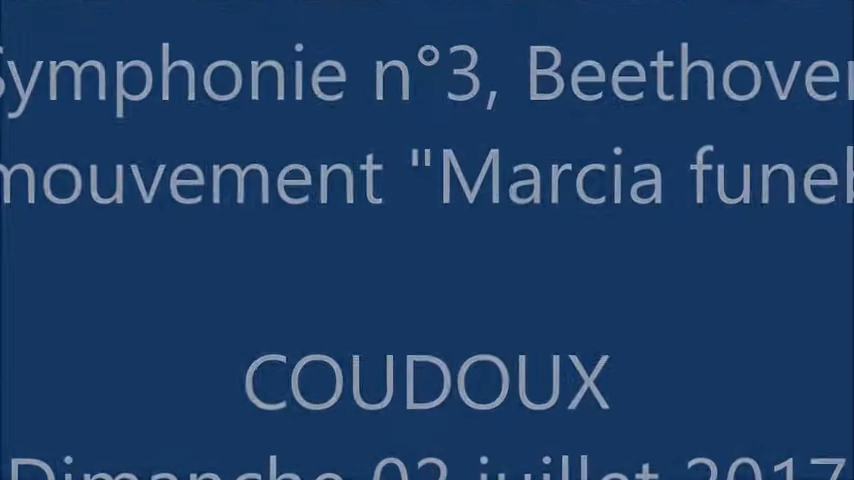 Symphonie n°3, Beethoven
mouvement "Marcia funeb
COUDOUX
Dimanche 02 juillet 2017